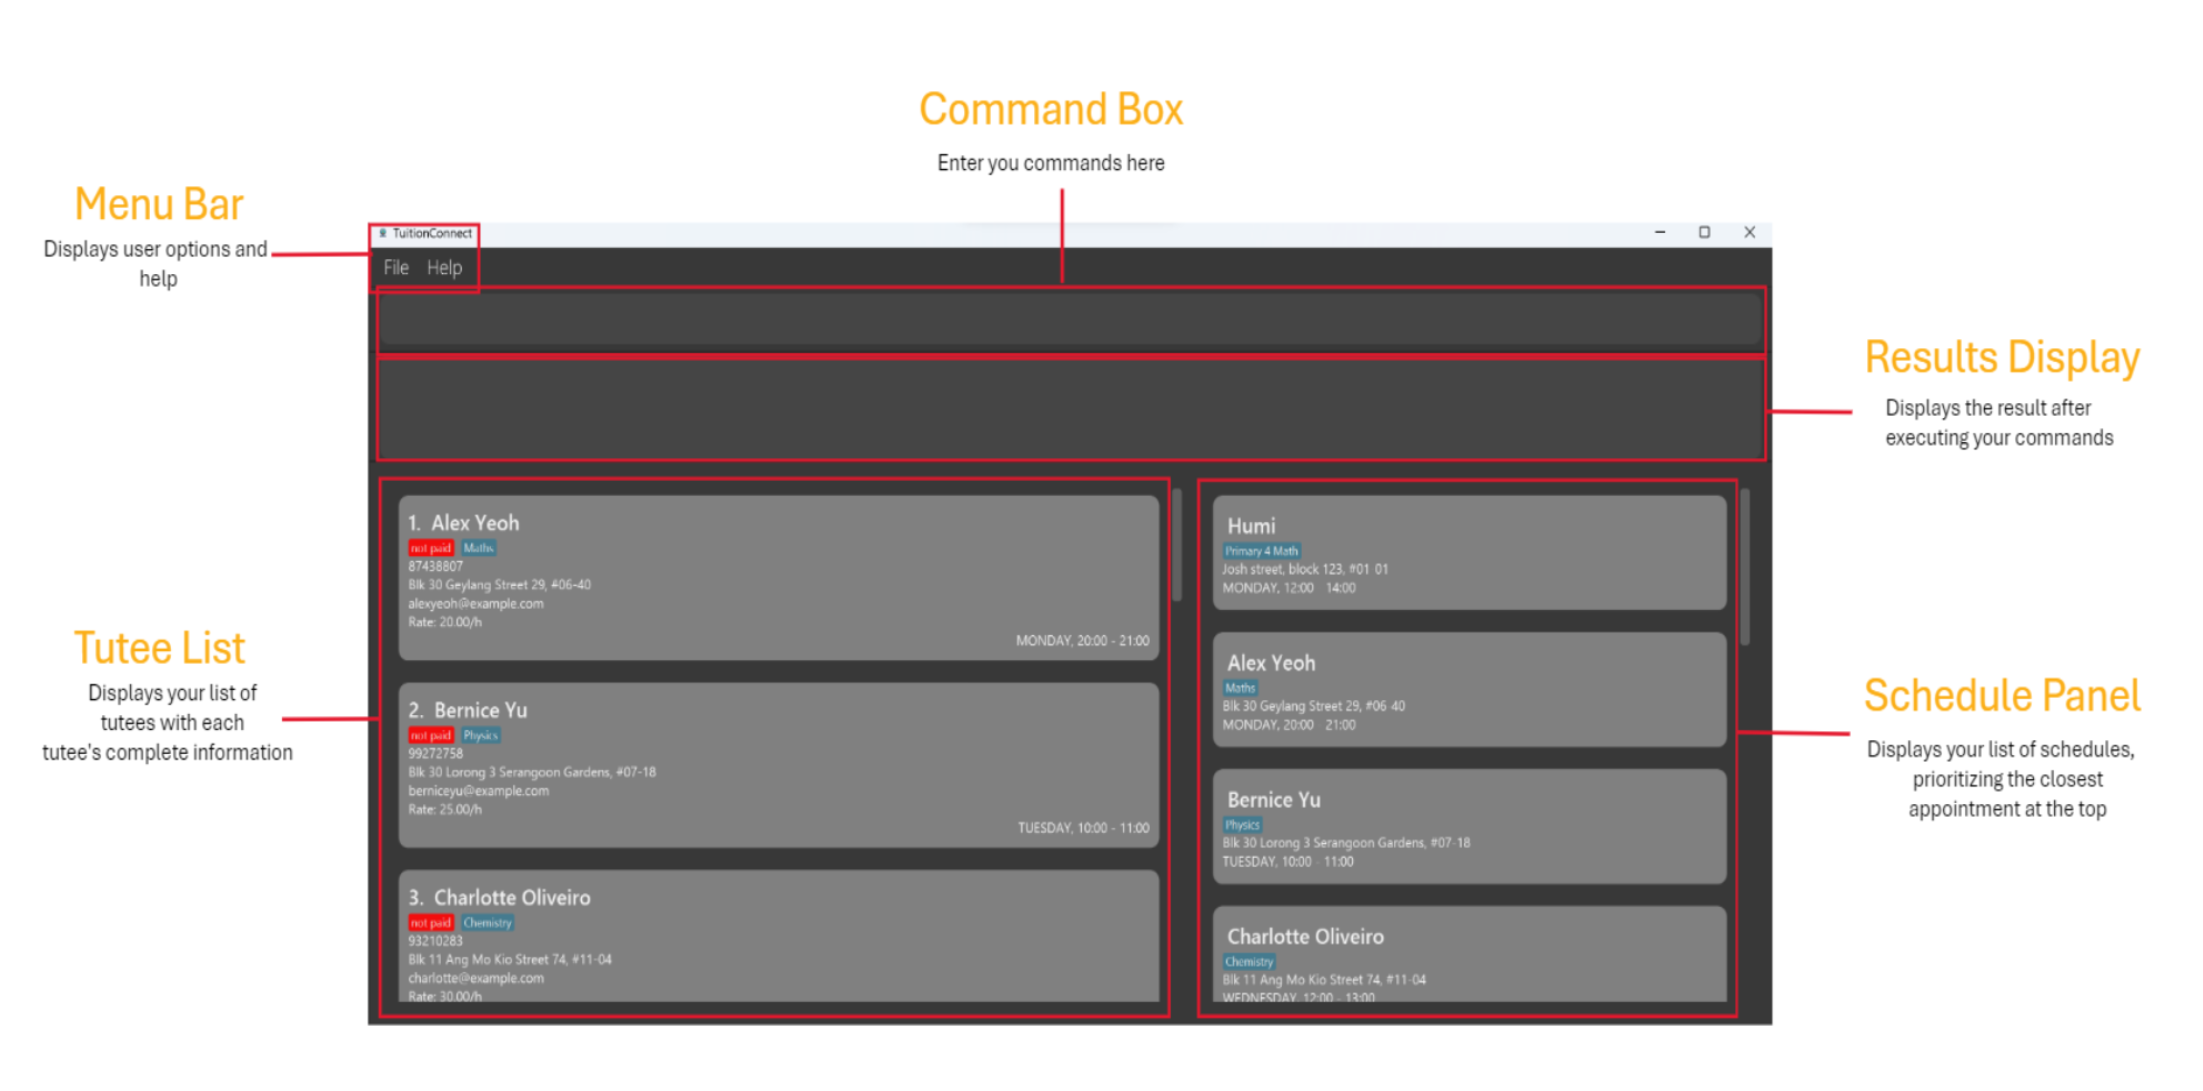 Command Box
Enter you commands here
Menu Bar
Displays user options and
help
TuitionConnect
File Help
Results Display
Displays the result after
executing your commands
Tutee List
Displays your list of
tutees with each
tutee's complete information
1. Alex Yeoh
not paid Maths
87438807
Blk 30 Geylang Street 29, #06-40
alexyeoh@example.com
Rate: 20.00/h
MONDAY, 20:00 - 21:00
2. Bernice Yu
not paid Physics
99272758
Blk 30 Lorong 3 Serangoon Gardens, #07-18
berniceyu@example.com
Rate: 25.00/h
TUESDAY, 10:00 - 11:00
3. Charlotte Oliveiro
not paid Chemistry
93210283
Blk 11 Ang Mo Kio Street 74, #11-04
charlotte@example.com
Rate: 30.00/h
Humi
Primary 4 Math
Josh street, block 123, #01-01
MONDAY, 12:00 - 14:00
Alex Yeoh
Maths
Blk 30 Geylang Street 29, #06-40
MONDAY, 20:00 - 21:00
Bernice Yu
Physics
Blk 30 Lorong 3 Serangoon Gardens, #07-18
TUESDAY, 10:00 - 11:00
Charlotte Oliveiro
Chemistry
Blk 11 Ang Mo Kio Street 74, #11-04
WEDNESDAY, 12:00 - 13:00
Schedule Panel
Displays your list of schedules,
prioritizing the closest
appointment at the top